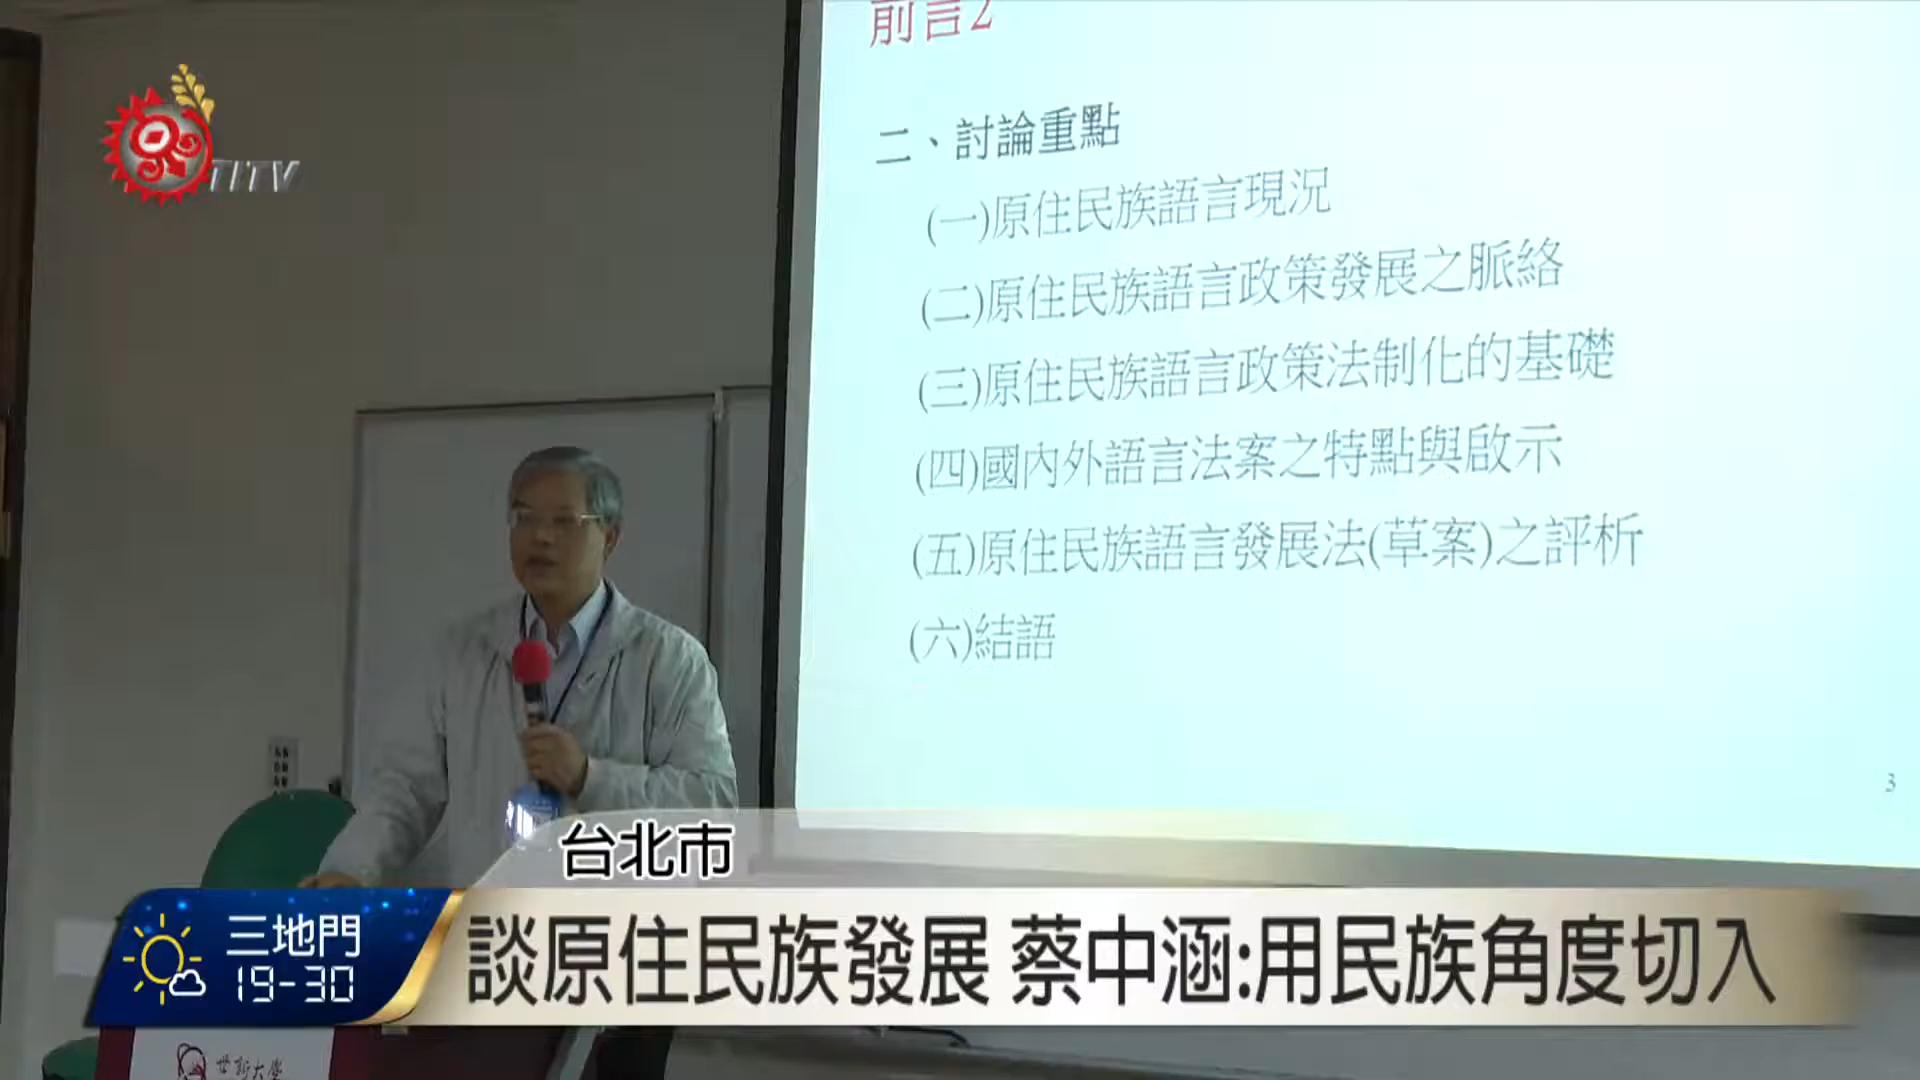 前言2
TITV
二、討論重點
(一)原住民族語言現況
(二)原住民族語言政策發展之脈絡
(三)原住民族語言政策法制化的基礎
(四)國內外語言法案之特點與啟示
(五)原住民族語言發展法(草案)之評析
(六)結語
3
台北市
三地門
19-30
談原住民族發展 蔡中涵:用民族角度切入
世新大學